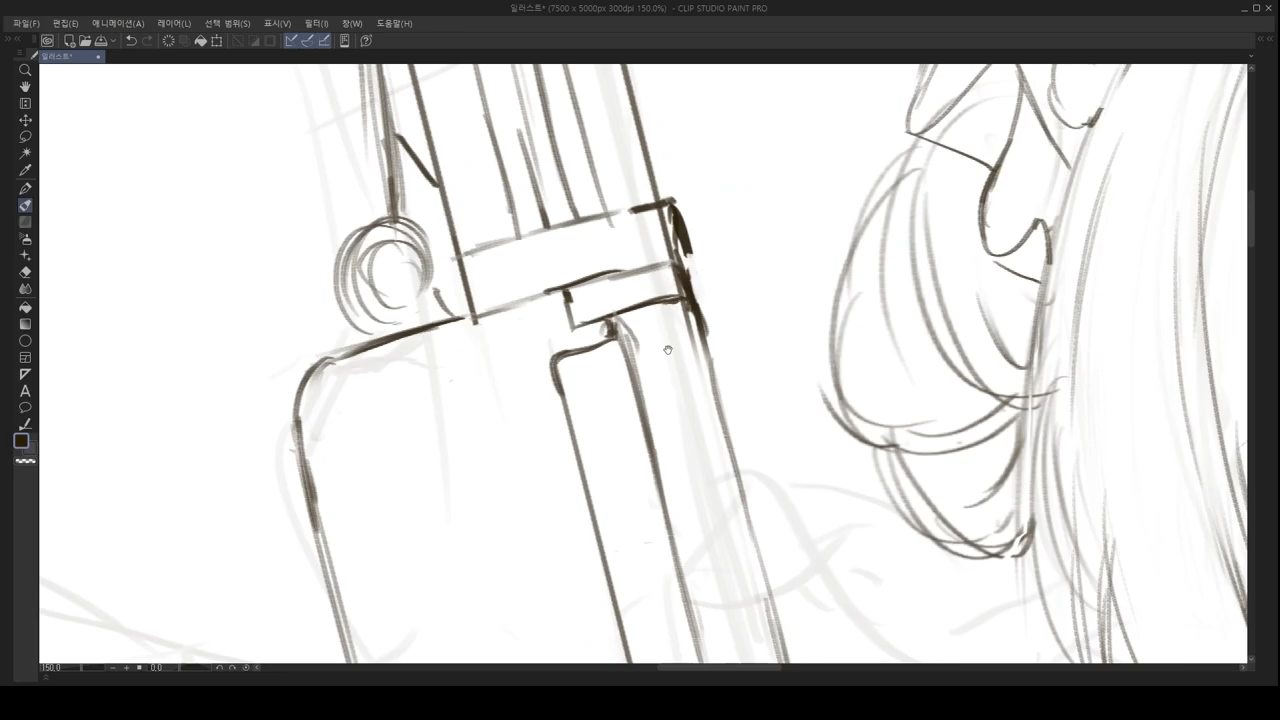 일러스트* (7500 x 5000px 300dpi 150.0%) - CLIP STUDIO PAINT PRO
파일(F) 편집(E) 애니메이션(A) 레이어(L) 선택 범위(S) 표시(V) 필터(I) 창(W) 도움말(H)
일러스트*
A
150.0 0.0